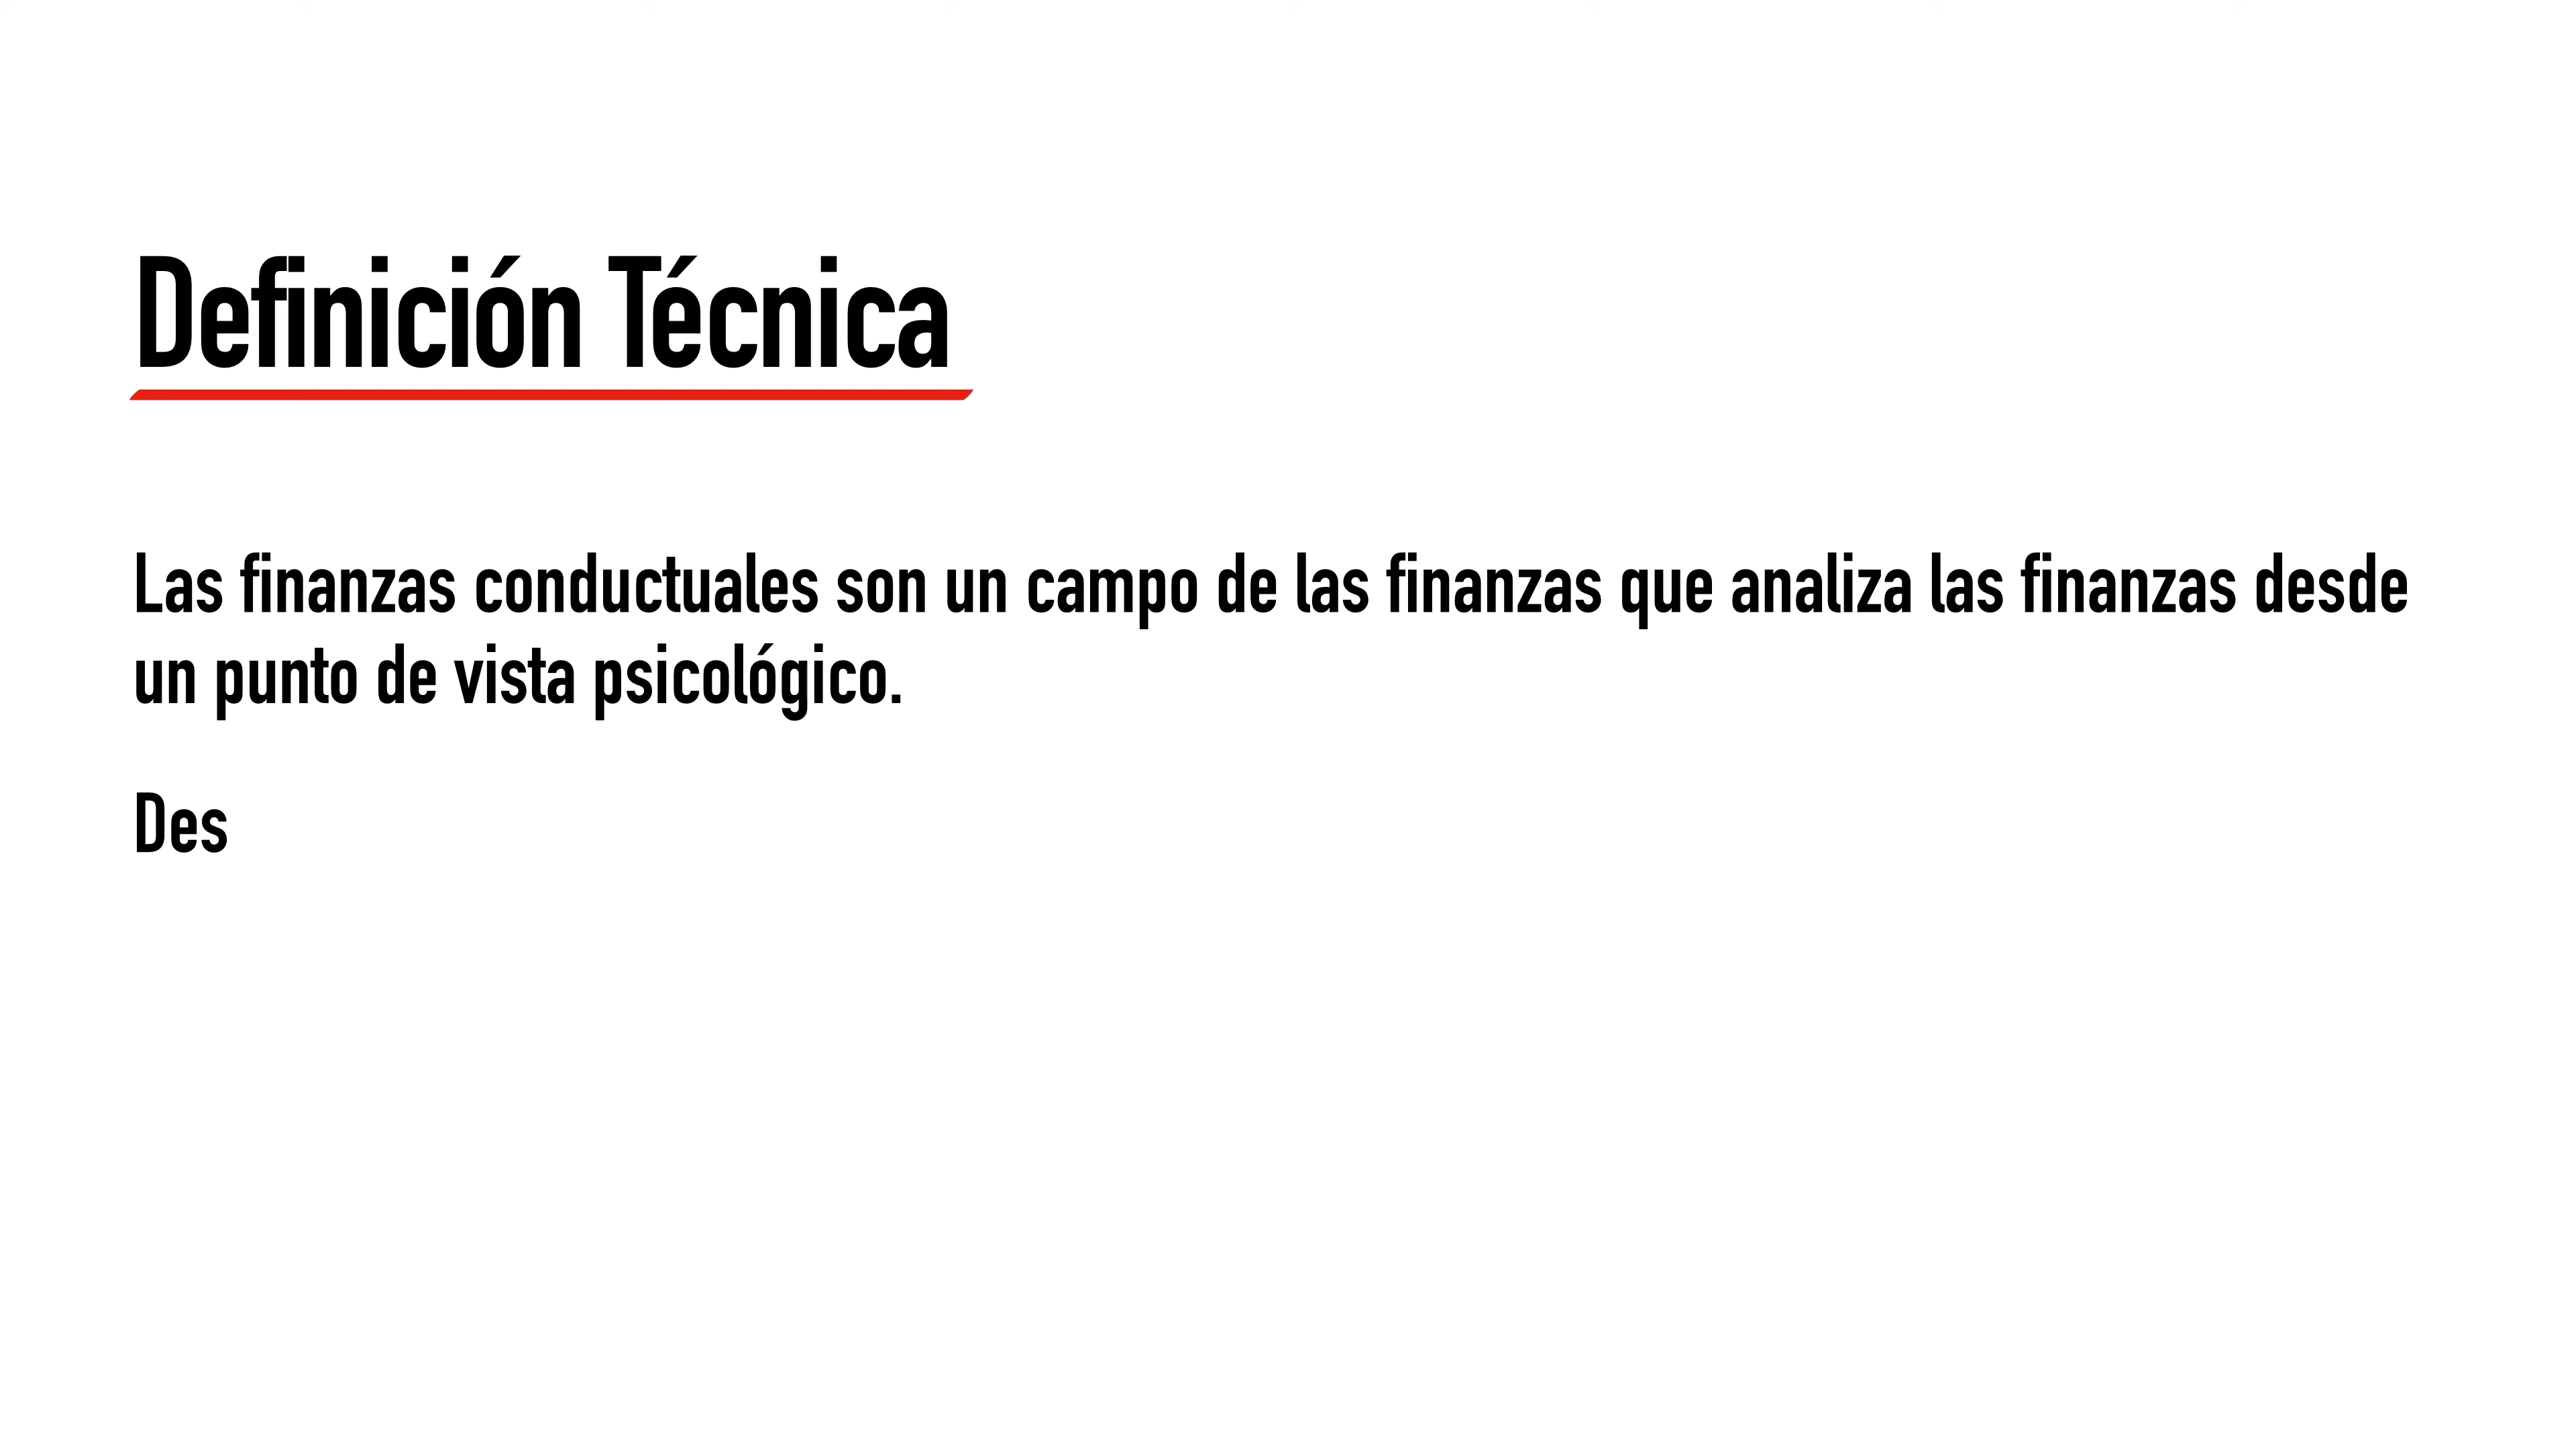 Definición Técnica
Las finanzas conductuales son un campo de las finanzas que analiza las finanzas desde
un punto de vista psicológico.
Des